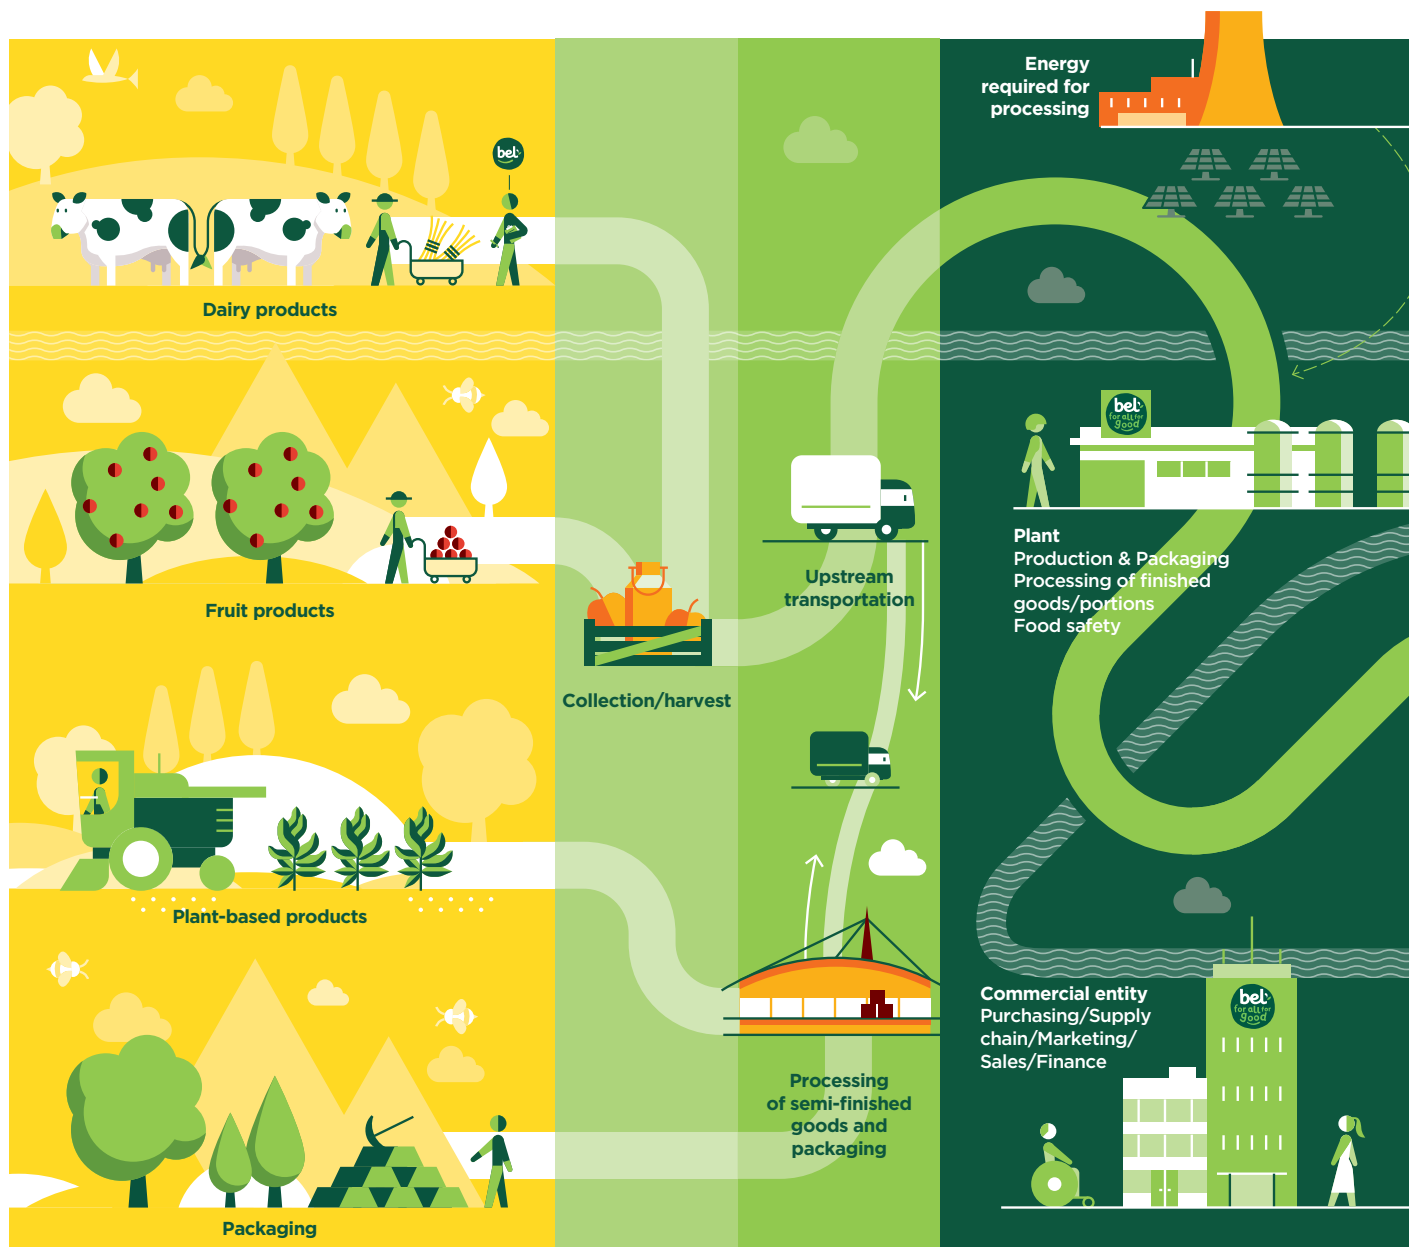 Energy
required for
processing
bel
Dairy products
bel
for all for
good
Plant
Production & Packaging
Processing of finished
goods/portions
Food safety
Upstream
transportation
Fruit products
Collection/harvest
Plant-based products
Commercial entity
Purchasing/Supply
chain/Marketing/
Sales/Finance
bel
for all for
good
Processing
of semi-finished
goods and
packaging
Packaging